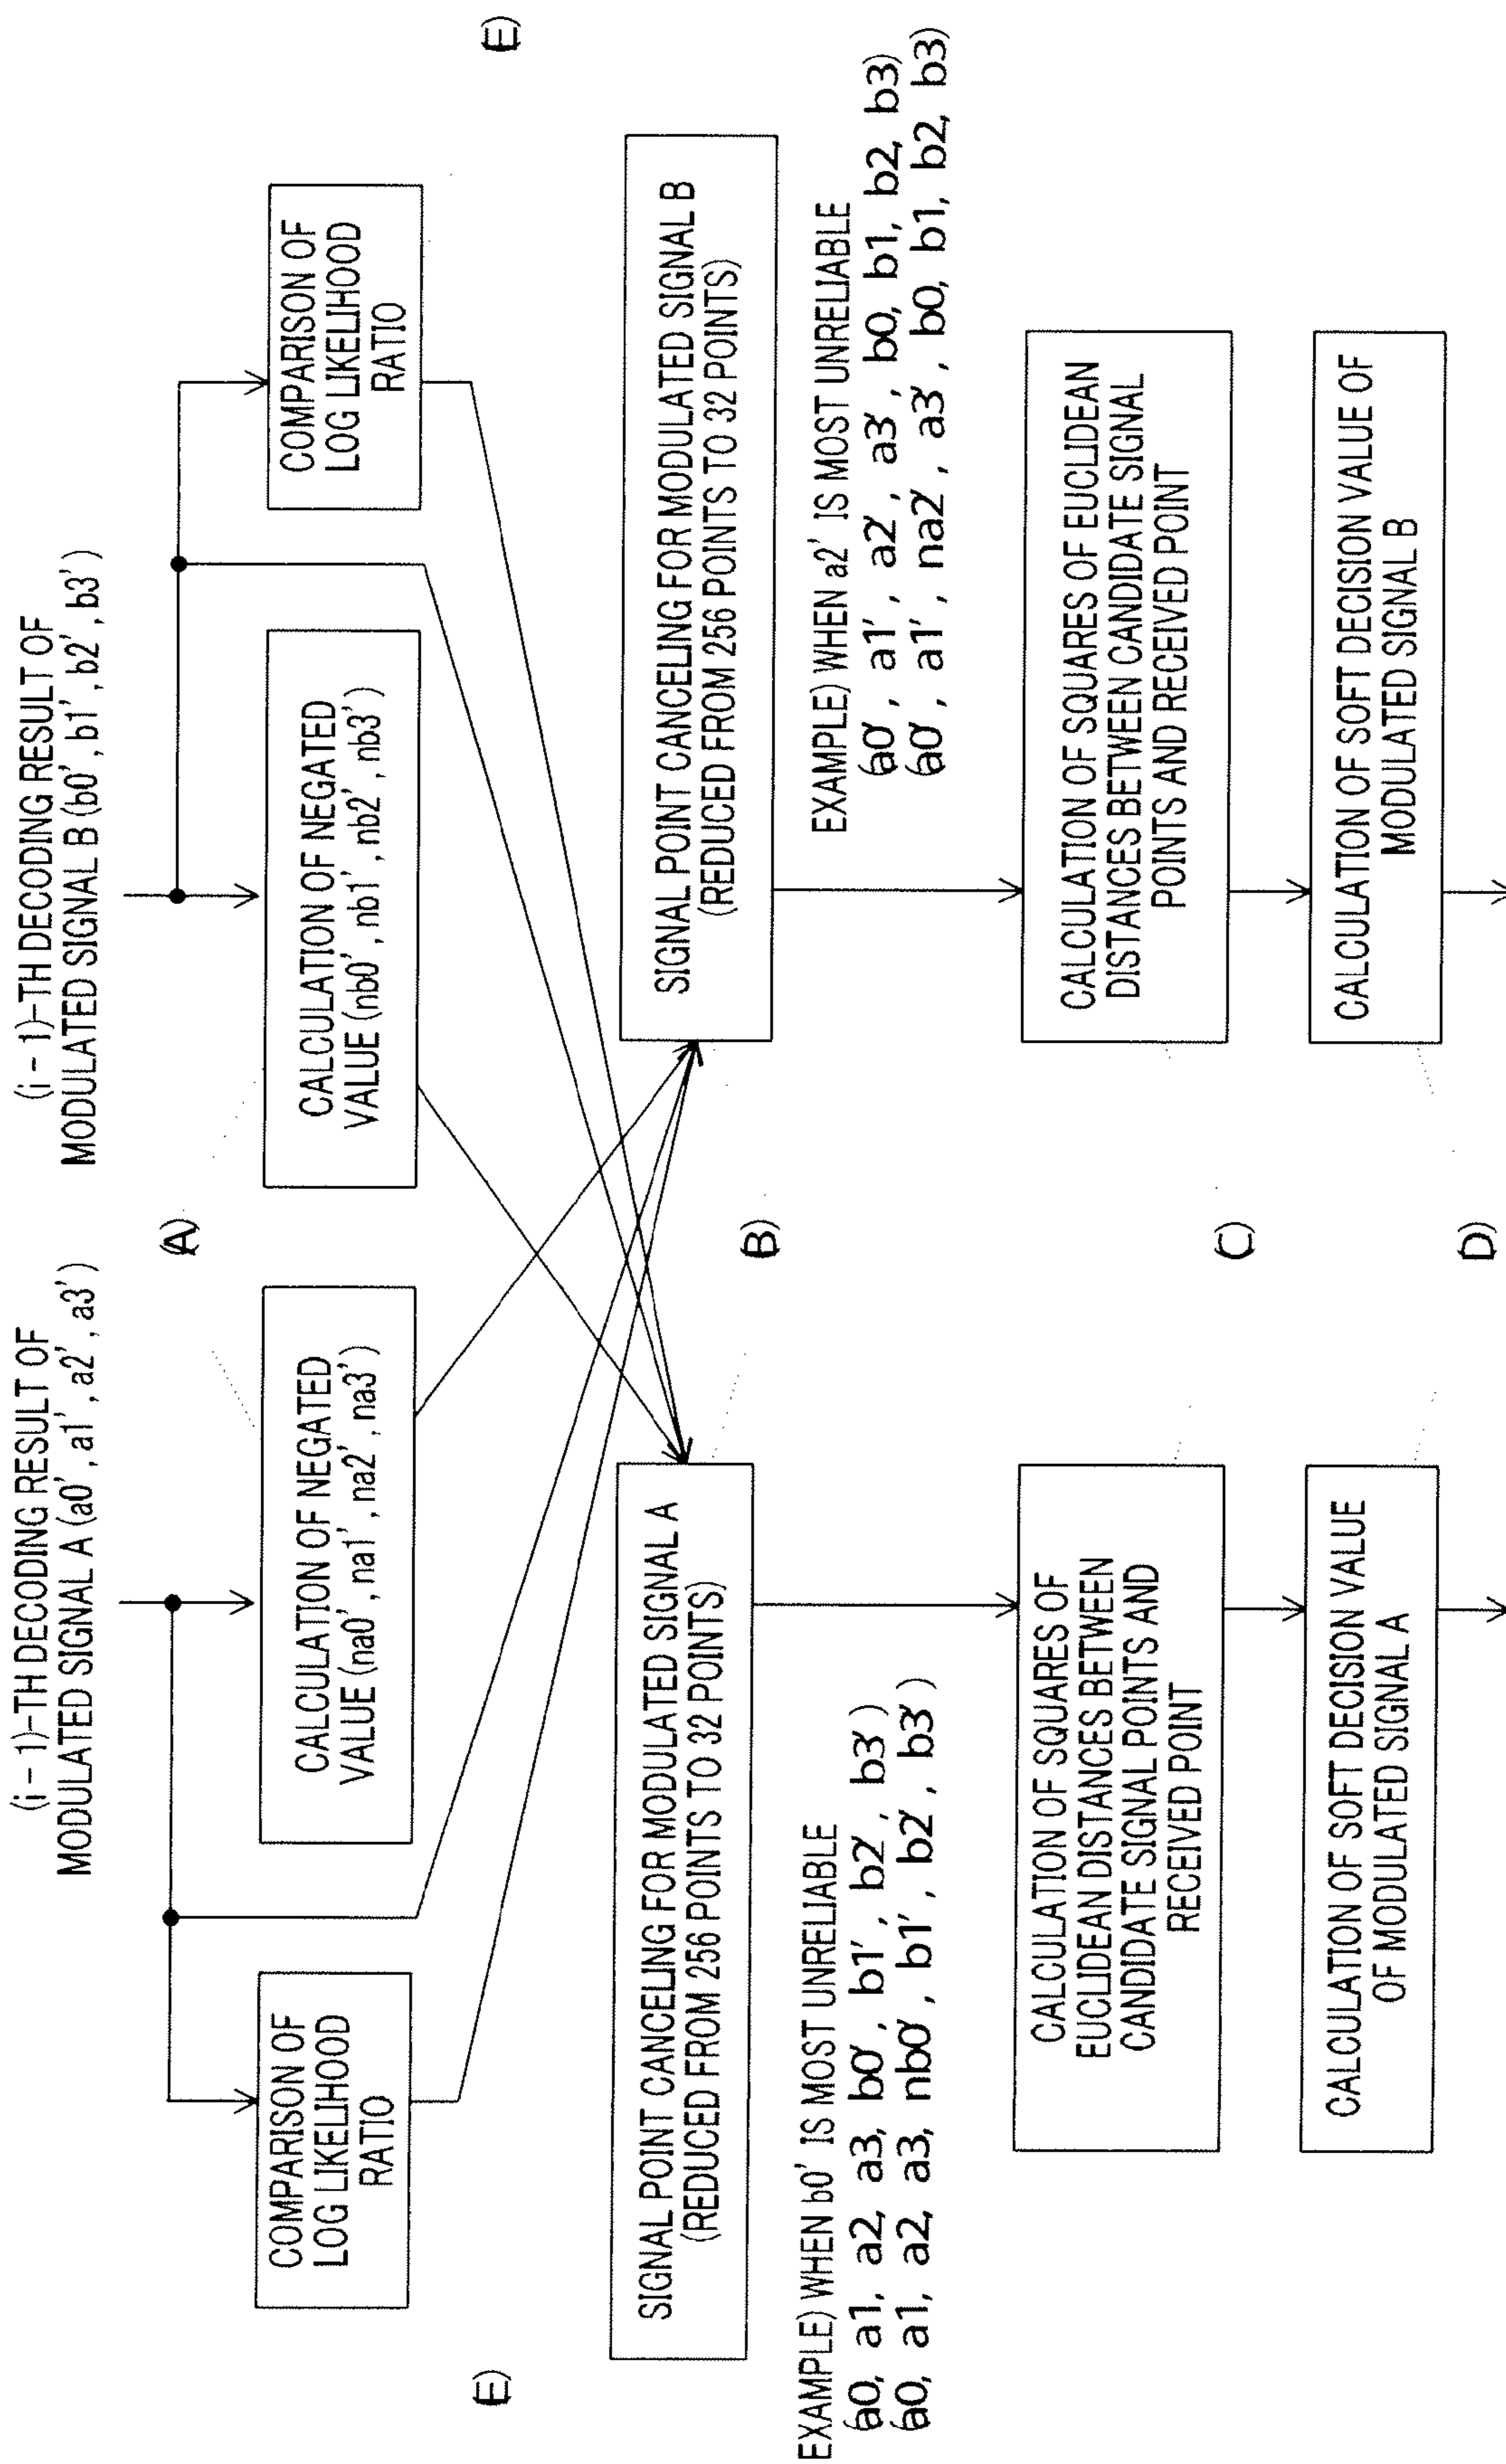 (i - 1)-TH DECODING RESULT OF
MODULATED SIGNAL A (a0', a1', a2', a3')
(i - 1)-TH DECODING RESULT OF
MODULATED SIGNAL B (b0', b1', b2', b3')
(A)
COMPARISON OF
LOG LIKELIHOOD
RATIO
CALCULATION OF NEGATED
VALUE (na0', na1', na2', na3')
CALCULATION OF NEGATED
VALUE (nb0', nb1', nb2', nb3')
COMPARISON OF
LOG LIKELIHOOD
RATIO
(E)
(E)
SIGNAL POINT CANCELING FOR MODULATED SIGNAL A
(REDUCED FROM 256 POINTS TO 32 POINTS)
(B)
SIGNAL POINT CANCELING FOR MODULATED SIGNAL B
(REDUCED FROM 256 POINTS TO 32 POINTS)
EXAMPLE) WHEN b0' IS MOST UNRELIABLE
(a0, a1, a2, a3, b0', b1', b2', b3')
(a0, a1, a2, a3, nb0', b1', b2', b3')
EXAMPLE) WHEN a2' IS MOST UNRELIABLE
(a0', a1', a2', a3', b0, b1, b2, b3)
(a0', a1', na2', a3', b0, b1, b2, b3)
CALCULATION OF SQUARES OF
EUCLIDEAN DISTANCES BETWEEN
CANDIDATE SIGNAL POINTS AND
RECEIVED POINT
(C)
CALCULATION OF SQUARES OF EUCLIDEAN
DISTANCES BETWEEN CANDIDATE SIGNAL
POINTS AND RECEIVED POINT
CALCULATION OF SOFT DECISION VALUE
OF MODULATED SIGNAL A
(D)
CALCULATION OF SOFT DECISION VALUE OF
MODULATED SIGNAL B